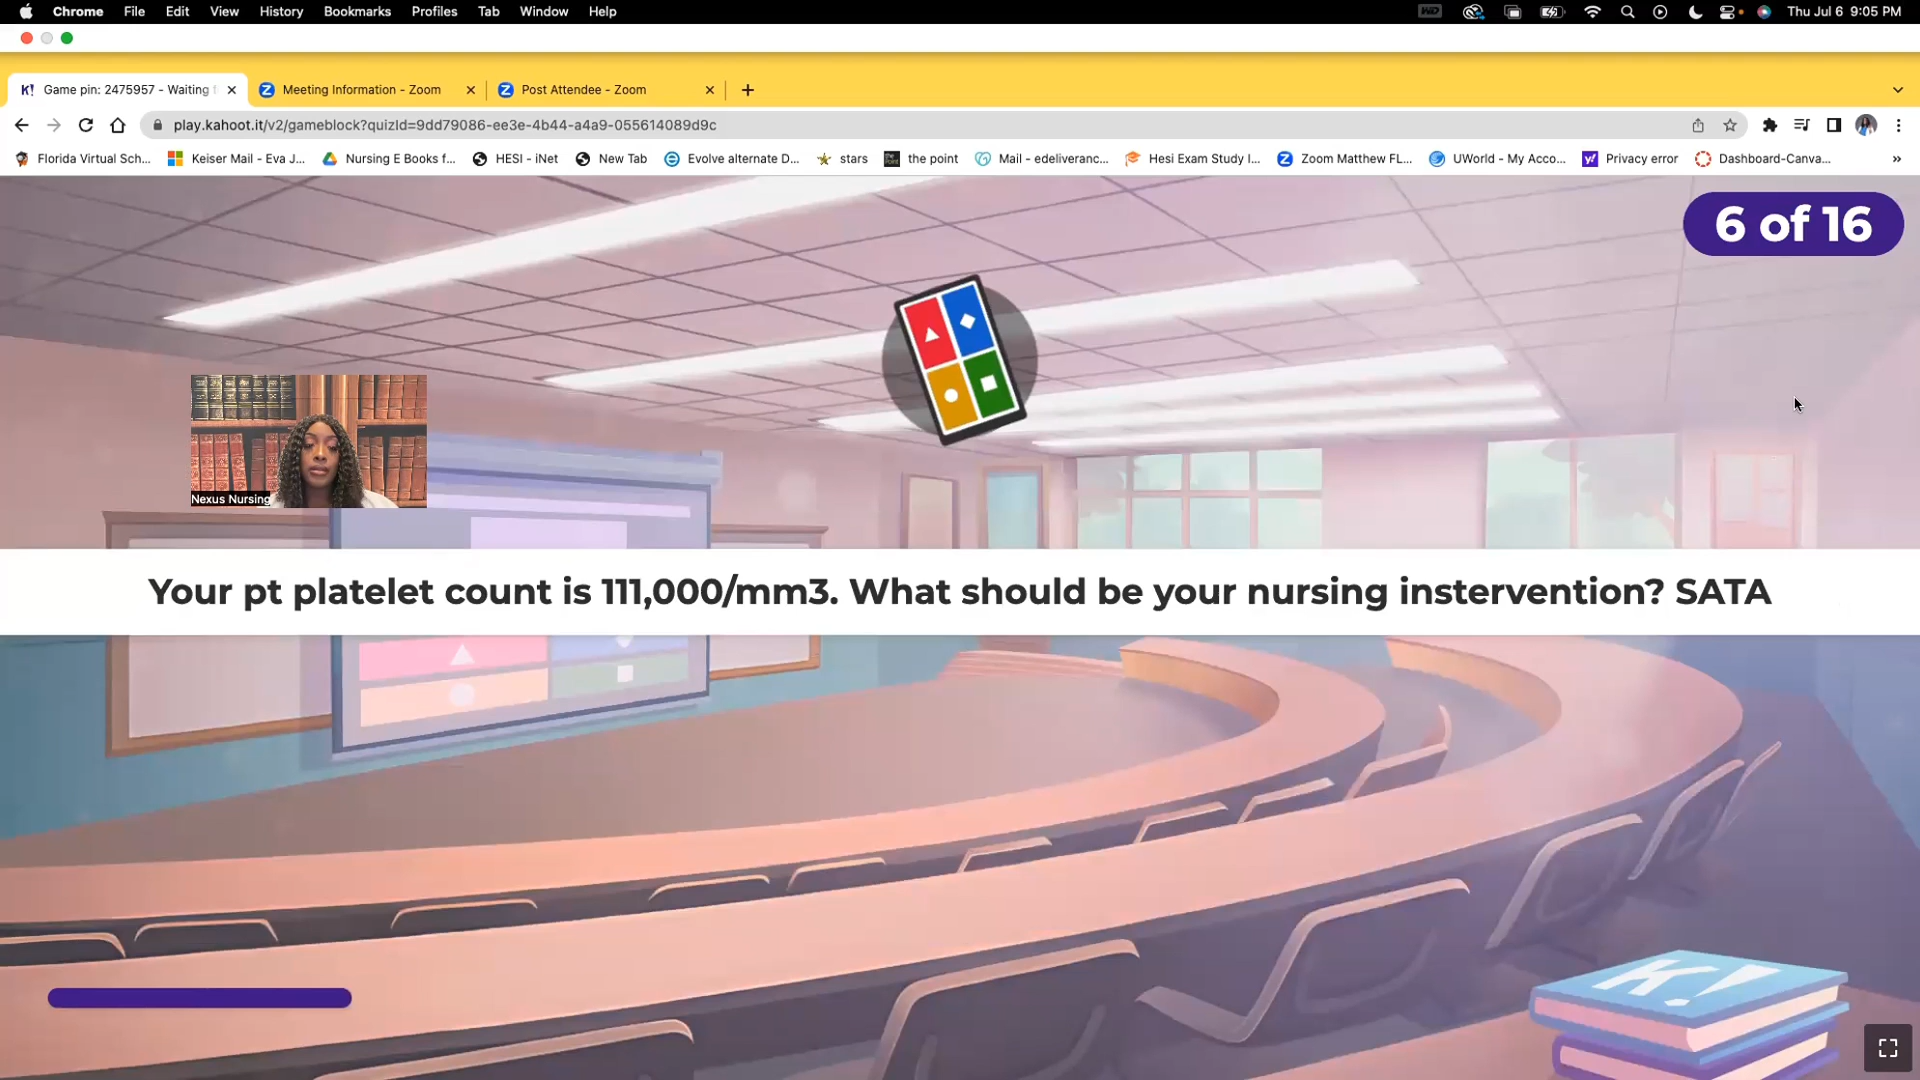 Chrome File Edit View History Bookmarks Profiles Tab Window Help Thu Jul 6 9:05 PM
K! Game pin: 2475957 - Waiting Meeting Information - Zoom Post Attendee - Zoom
play.kahoot.it/v2/gameblock?quizId=9dd79086-ee3e-4b44-a4a9-055614089d9c
Florida Virtual Sch... Keiser Mail - Eva J... Nursing E Books f... HESI - iNet New Tab Evolve alternate D... stars the point Mail - edeliveranc... Hesi Exam Study I... Zoom Matthew FL... UWorld - My Acco... Privacy error Dashboard-Canva... »
6 of 16
Nexus Nursing
Your pt platelet count is 111,000/mm3. What should be your nursing instervention? SATA
K!